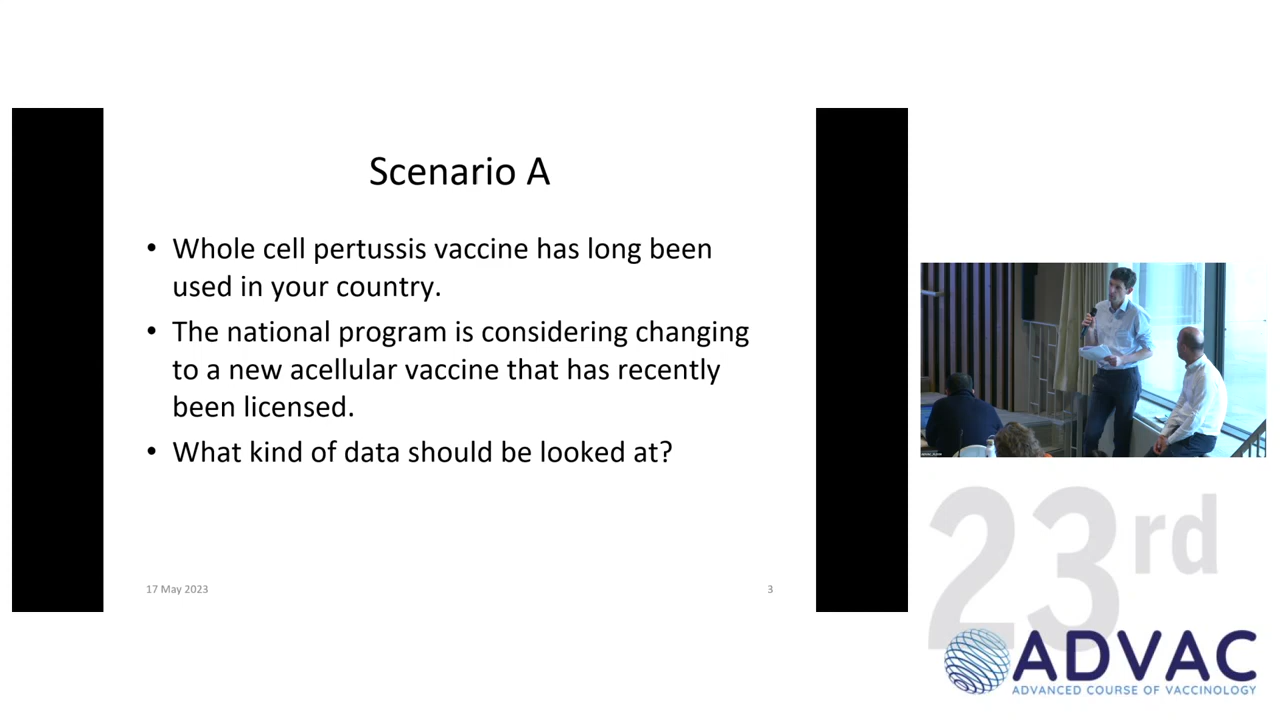 Scenario A
• Whole cell pertussis vaccine has long been
used in your country.
• The national program is considering changing
to a new acellular vaccine that has recently
been licensed.
• What kind of data should be looked at?
17 May 2023
3
23rd
ADVAC
ADVANCED COURSE OF VACCINOLOGY